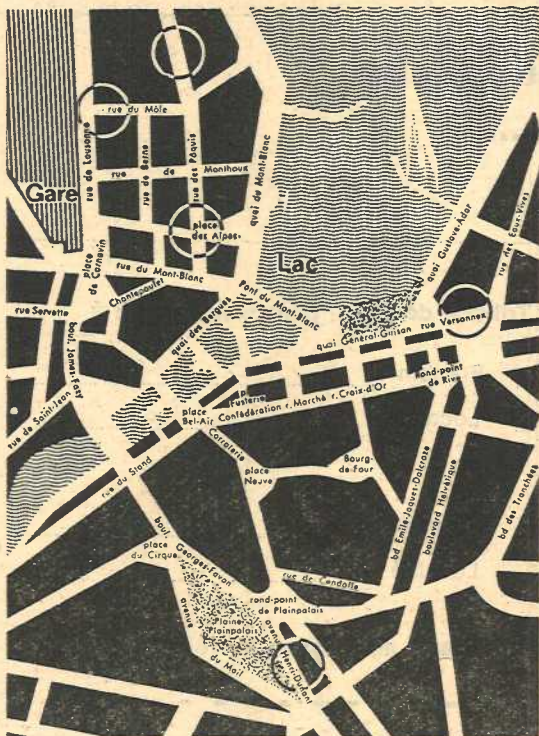 rue du Môle
rue de Lausanne
rue de Berne
rue des Pâquis
quai du Mont-Blanc
rue de Monthoux
Gare
place des Alpes
Lac
place de Cornavin
rue du Mont-Blanc
Chantepoulet
Pont du Mont-Blanc
quai des Bergues
quai Gustave-Ador
rue des Eaux-Vives
rue Servette
boul. James-Fazy
rue de Saint-Jean
quai Général-Guisan
rue Versonnex
Rond-point
de Rive
Fusterie
place
Bel-Air
Confédération r. Marché r. Croix-d'Or
rue du Stand
Corraterie
place
Neuve
Bourg-
de-Four
bd Emile-Jaques-Dalcroze
boulevard Helvétique
bd des Tranchées
boul. Georges-Favon
place
du Cirque
rue de Candolle
rond-point
de Plainpalais
Plaine
Plainpalais
avenue
du Mail
avenue
Henri-Dunant